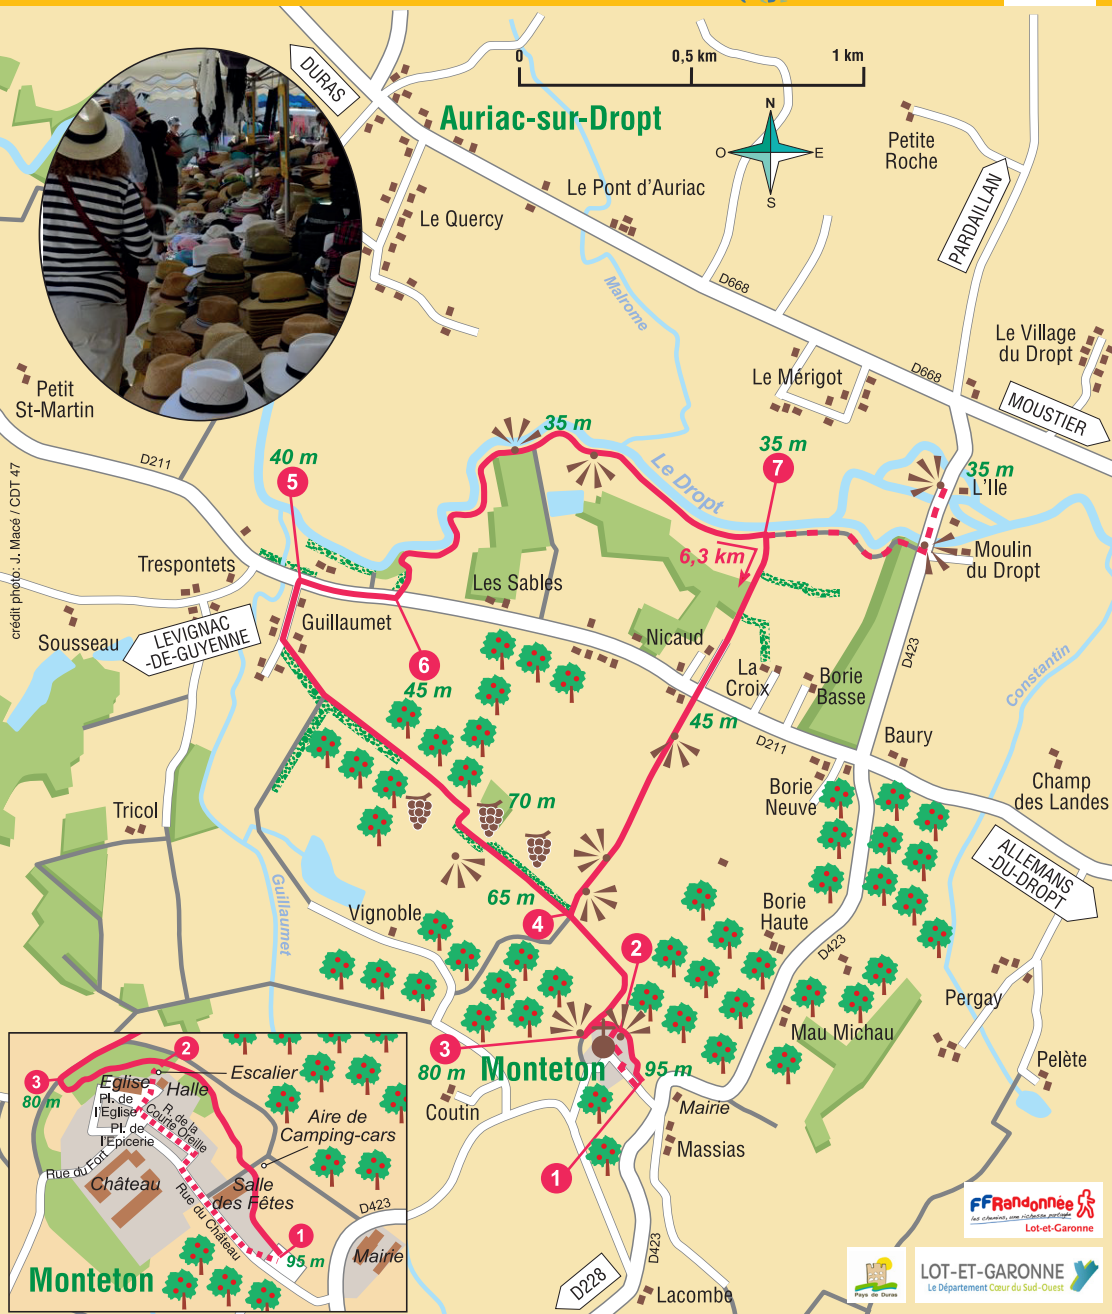 0
0,5 km
1 km
DURAS
Auriac-sur-Dropt
N
O
E
S
Petite
Roche
Le Pont d'Auriac
Le Quercy
PARDAILLAN
D668
Malrome
Le Village
du Dropt
Le Mérigot
D668
MOUSTIER
Petit
St-Martin
35 m
35 m
D211
40 m
5
7
Le Dropt
35 m
L'Ile
crédit photo: J. Macé / CDT 47
6,3 km
Moulin
du Dropt
Trespontets
Les Sables
Guillaumet
Sousseau
LEVIGNAC
-DE-GUYENNE
Nicaud
D423
6
45 m
La
Croix
Borie
Basse
Constantin
45 m
D211
Baury
Borie
Neuve
Champ
des Landes
Tricol
70 m
ALLEMANS
-DU-DROPT
65 m
Guillaumet
Vignoble
4
Borie
Haute
2
D423
Pergay
Mau Michau
3
80 m
Monteton
95 m
Pelète
Coutin
Mairie
Massias
1
2
3
80 m
Escalier
Eglise
Halle
Pl. de
l'Eglise
R. de la
Courte Oreille
Aire de
Camping-cars
Pl. de
l'Epicerie
Rue du Fort
Château
Salle
des Fêtes
Rue du Château
D423
1
95 m
Mairie
Monteton
D423
D228
Lacombe
FFRandonnée
les chemins, une richesse partagée
Lot-et-Garonne
Pays de Duras
LOT-ET-GARONNE
Le Département Cœur du Sud-Ouest